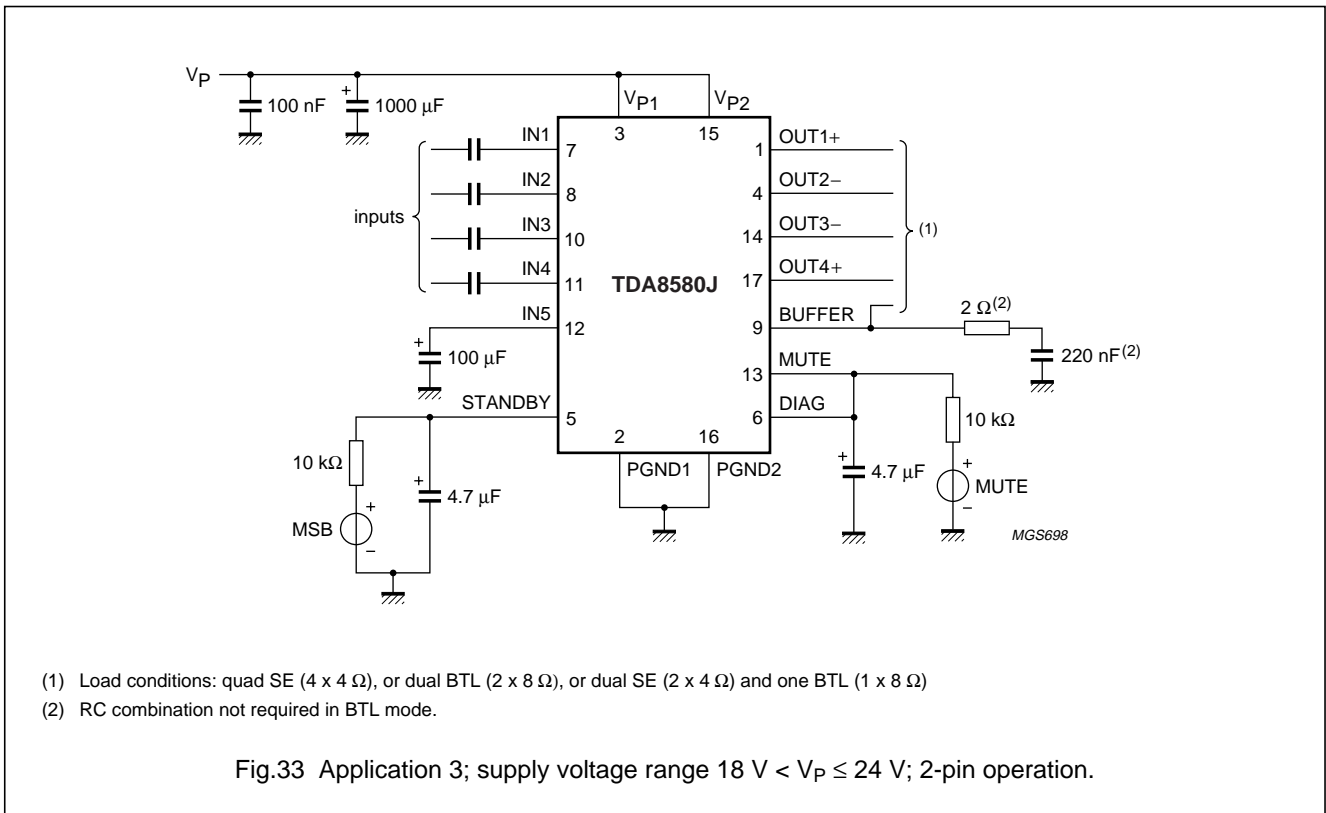 VP
100 nF
+
1000 μF
VP1
VP2
3
15
IN1
7
IN2
8
IN3
10
IN4
11
inputs
IN5
12
+
100 μF
STANDBY
5
10 kΩ
+
4.7 μF
MSB
+
−
TDA8580J
2
16
PGND1
PGND2
1
OUT1+
4
OUT2−
14
OUT3−
17
OUT4+
(1)
9
BUFFER
2 Ω(2)
220 nF(2)
13
MUTE
6
DIAG
10 kΩ
+
4.7 μF
+
MUTE
−
MGS698
(1) Load conditions: quad SE (4 x 4 Ω), or dual BTL (2 x 8 Ω), or dual SE (2 x 4 Ω) and one BTL (1 x 8 Ω)
(2) RC combination not required in BTL mode.
Fig.33 Application 3; supply voltage range 18 V < VP ≤ 24 V; 2-pin operation.